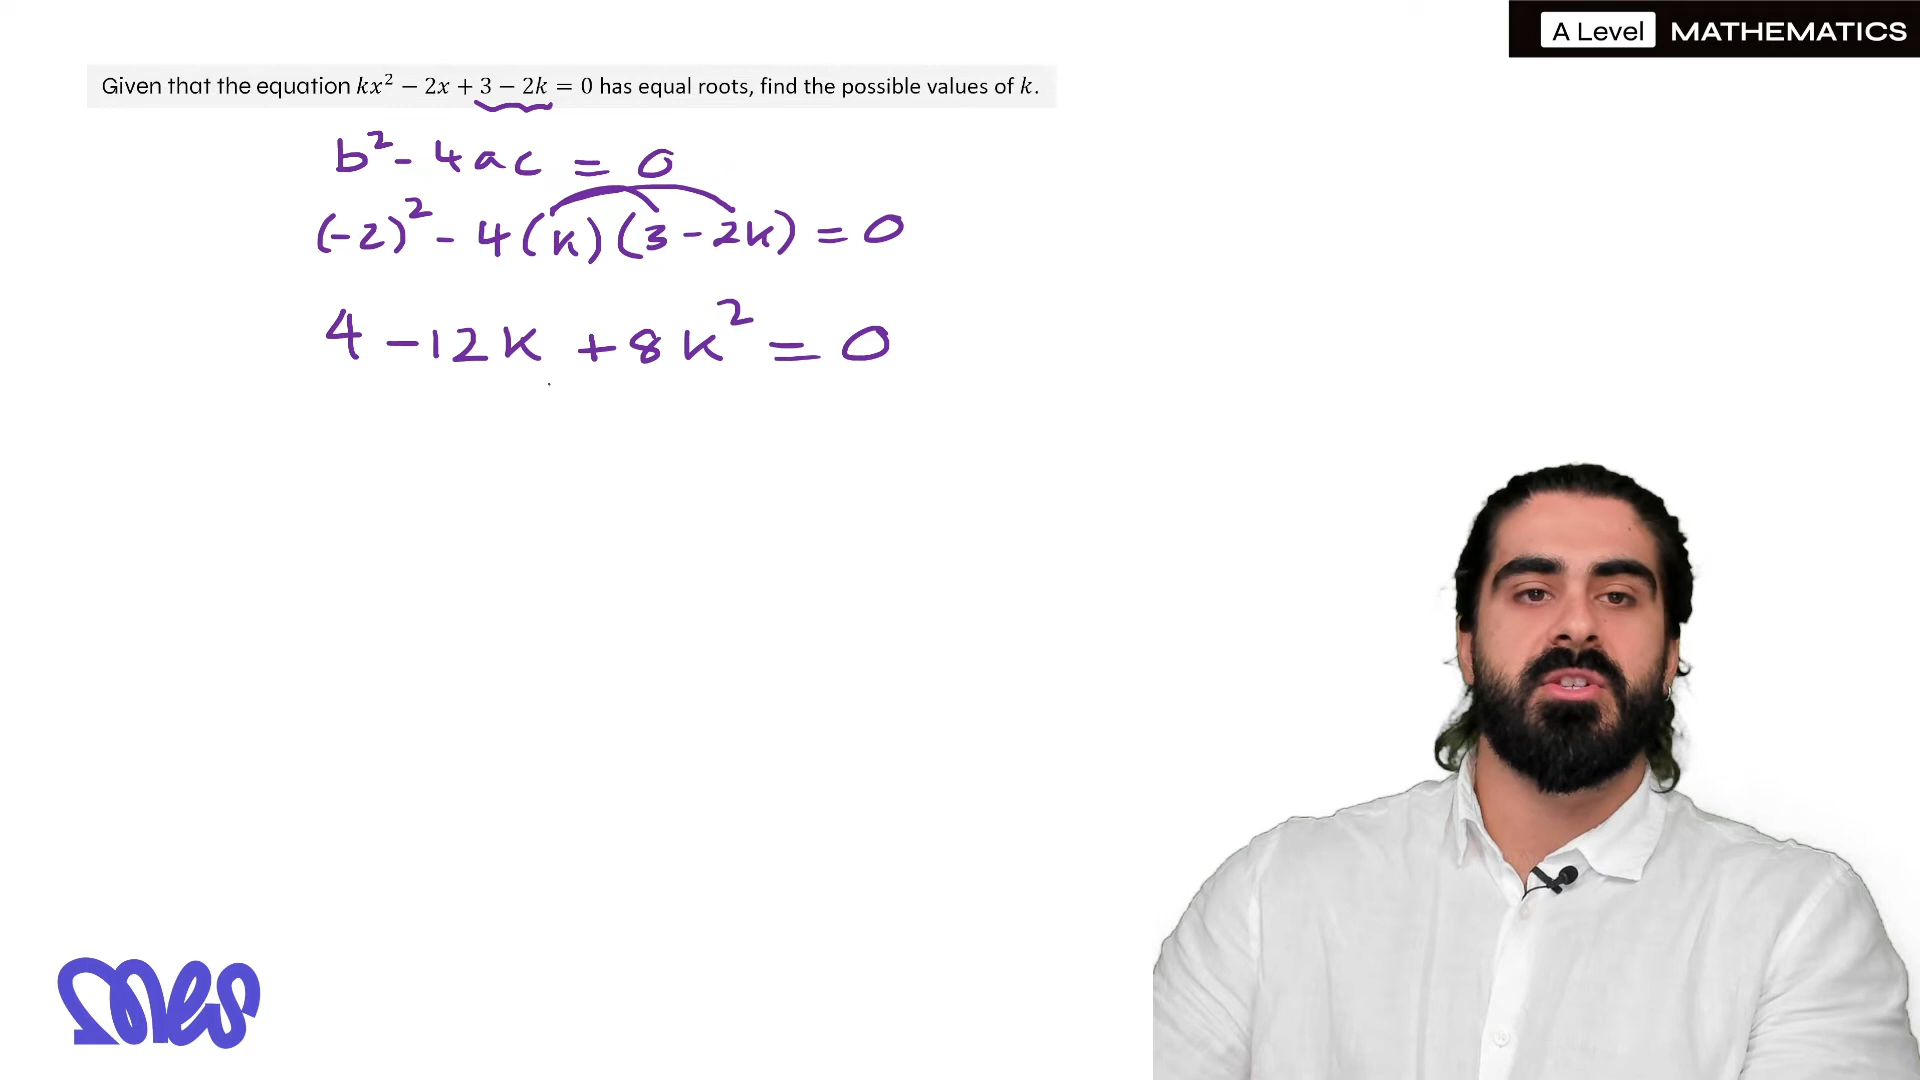 A Level MATHEMATICS
Given that the equation kx² − 2x + 3 − 2k = 0 has equal roots, find the possible values of k.
b² - 4ac = 0
(-2)² - 4(k)(3 - 2k) = 0
4 - 12k + 8k² = 0
mes